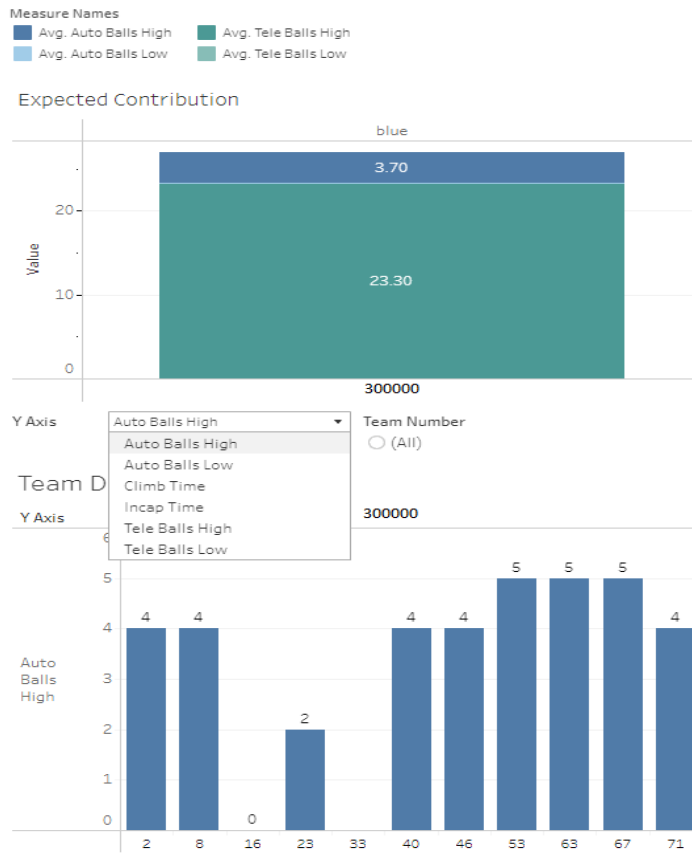 Measure Names
Avg. Auto Balls High Avg. Tele Balls High
Avg. Auto Balls Low Avg. Tele Balls Low
Expected Contribution
blue
3.70
20
Value
23.30
10
0
300000
Y Axis Auto Balls High Team Number
Auto Balls High (All)
Auto Balls Low
Climb Time
Team D
Incap Time
Y Axis 300000
Tele Balls High
Tele Balls Low
5 5 5
5
4 4 4 4 4
4
Auto
Balls
High
3
2
2
1
0
0
2 8 16 23 33 40 46 53 63 67 71